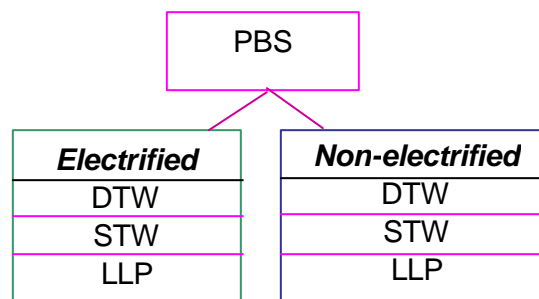 PBS
Electrified
DTW
STW
LLP
Non-electrified
DTW
STW
LLP